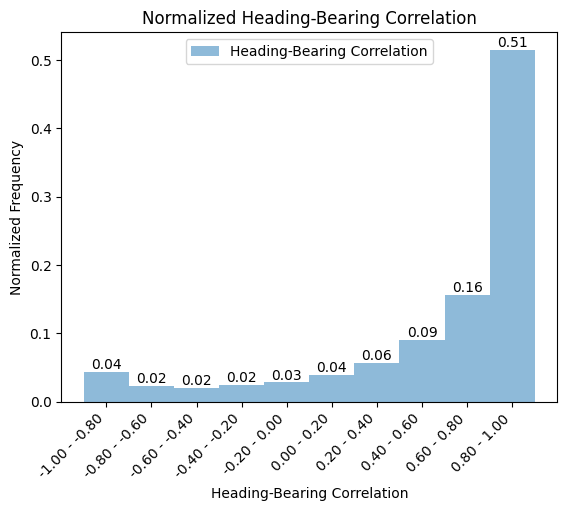 Normalized Heading-Bearing Correlation
Heading-Bearing Correlation
0.51
0.5
0.4
0.3
0.2
0.1
0.0
Normalized Frequency
0.04
0.02
0.02
0.02
0.03
0.04
0.06
0.09
0.16
-1.00 - -0.80
-0.80 - -0.60
-0.60 - -0.40
-0.40 - -0.20
-0.20 - 0.00
0.00 - 0.20
0.20 - 0.40
0.40 - 0.60
0.60 - 0.80
0.80 - 1.00
Heading-Bearing Correlation